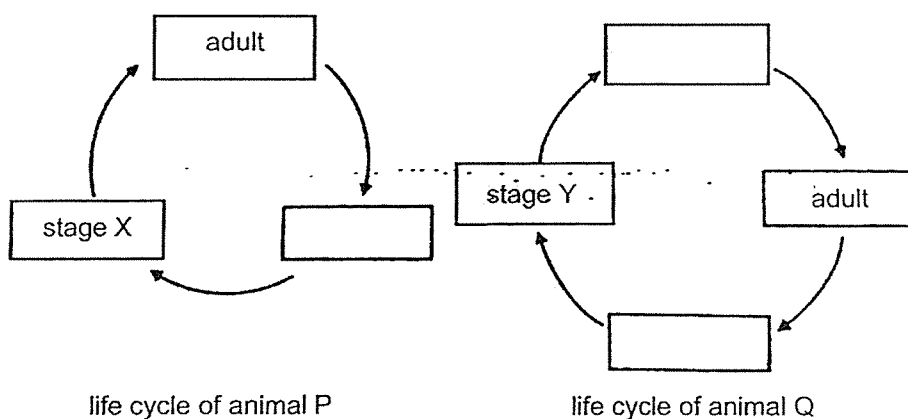 adult
stage X
stage Y
adult
life cycle of animal P
life cycle of animal Q